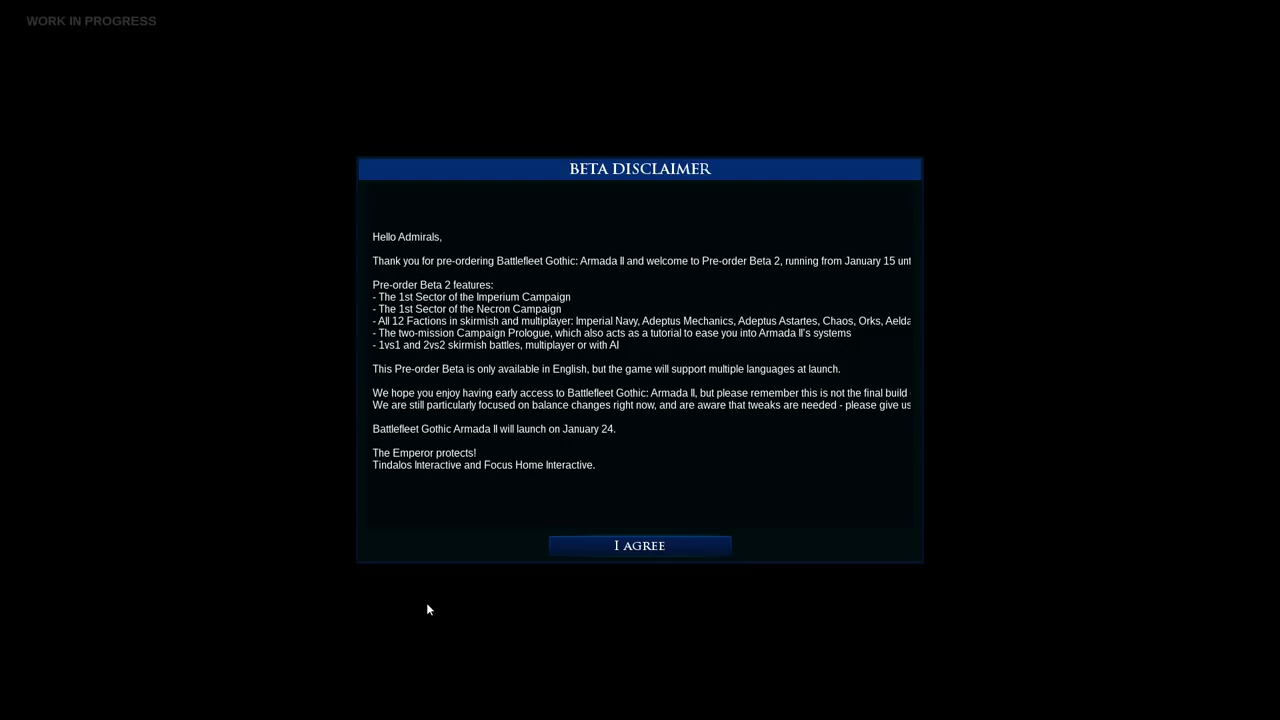 WORK IN PROGRESS
BETA DISCLAIMER
Hello Admirals,
Thank you for pre-ordering Battlefleet Gothic: Armada II and welcome to Pre-order Beta 2, running from January 15
Pre-order Beta 2 features:
- The 1st Sector of the Imperium Campaign
- The 1st Sector of the Necron Campaign
- All 12 Factions in skirmish and multiplayer: Imperial Navy, Adeptus Mechanics, Adeptus Astartes, Chaos, Orks,
- The two-mission Campaign Prologue, which also acts as a tutorial to ease you into Armada II's systems
- 1vs1 and 2vs2 skirmish battles, multiplayer or with AI
This Pre-order Beta is only available in English, but the game will support multiple languages at launch.
We hope you enjoy having early access to Battlefleet Gothic: Armada II, but please remember this is not the final build
We are still particularly focused on balance changes right now, and are aware that tweaks are needed - please give us
Battlefleet Gothic Armada II will launch on January 24.
The Emperor protects!
Tindalos Interactive and Focus Home Interactive.
I AGREE